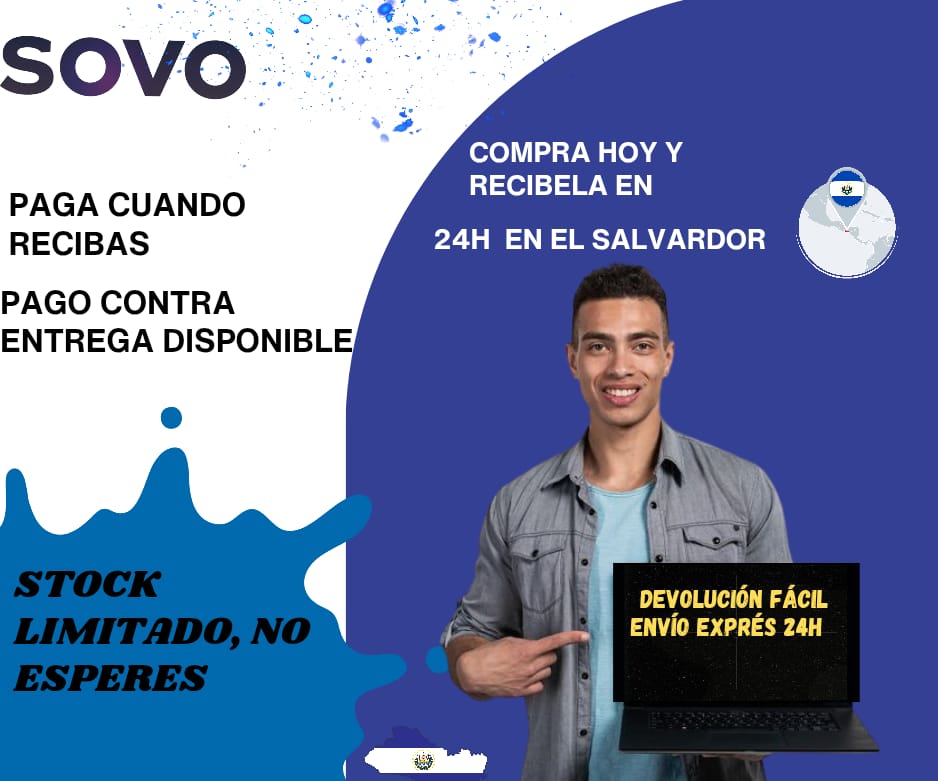 SOVO
PAGA CUANDO
RECIBAS
PAGO CONTRA
ENTREGA DISPONIBLE
COMPRA HOY Y
RECIBELA EN
24H EN EL SALVARDOR
STOCK
LIMITADO, NO
ESPERES
DEVOLUCIÓN FÁCIL
ENVÍO EXPRÉS 24H